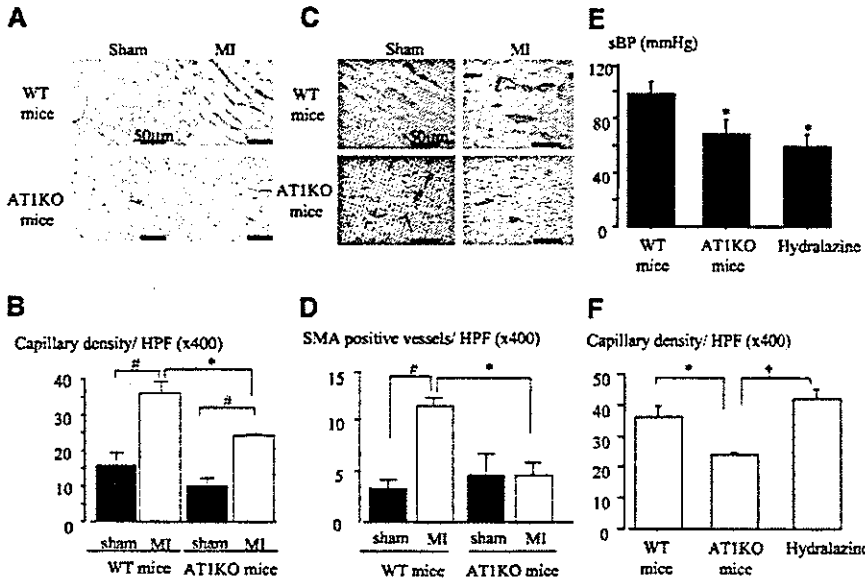 A
Sham MI
WT
mice
50μm
AT1KO
mice
B
Capillary density/ HPF (x400)
40
30
20
10
0
#
*
#
sham MI sham MI
WT mice AT1KO mice
C
Sham MI
WT
mice
50μm
AT1KO
mice
D
SMA positive vessels/ HPF (x400)
15
10
5
0
#
*
sham MI sham MI
WT mice AT1KO mice
E
sBP (mmHg)
120
80
60
40
0
*
*
WT
mice
AT1KO
mice
Hydralazine
F
Capillary density/ HPF (x400)
50
40
30
20
10
0
*
+
WT
mice
AT1KO
mice
Hydralazine